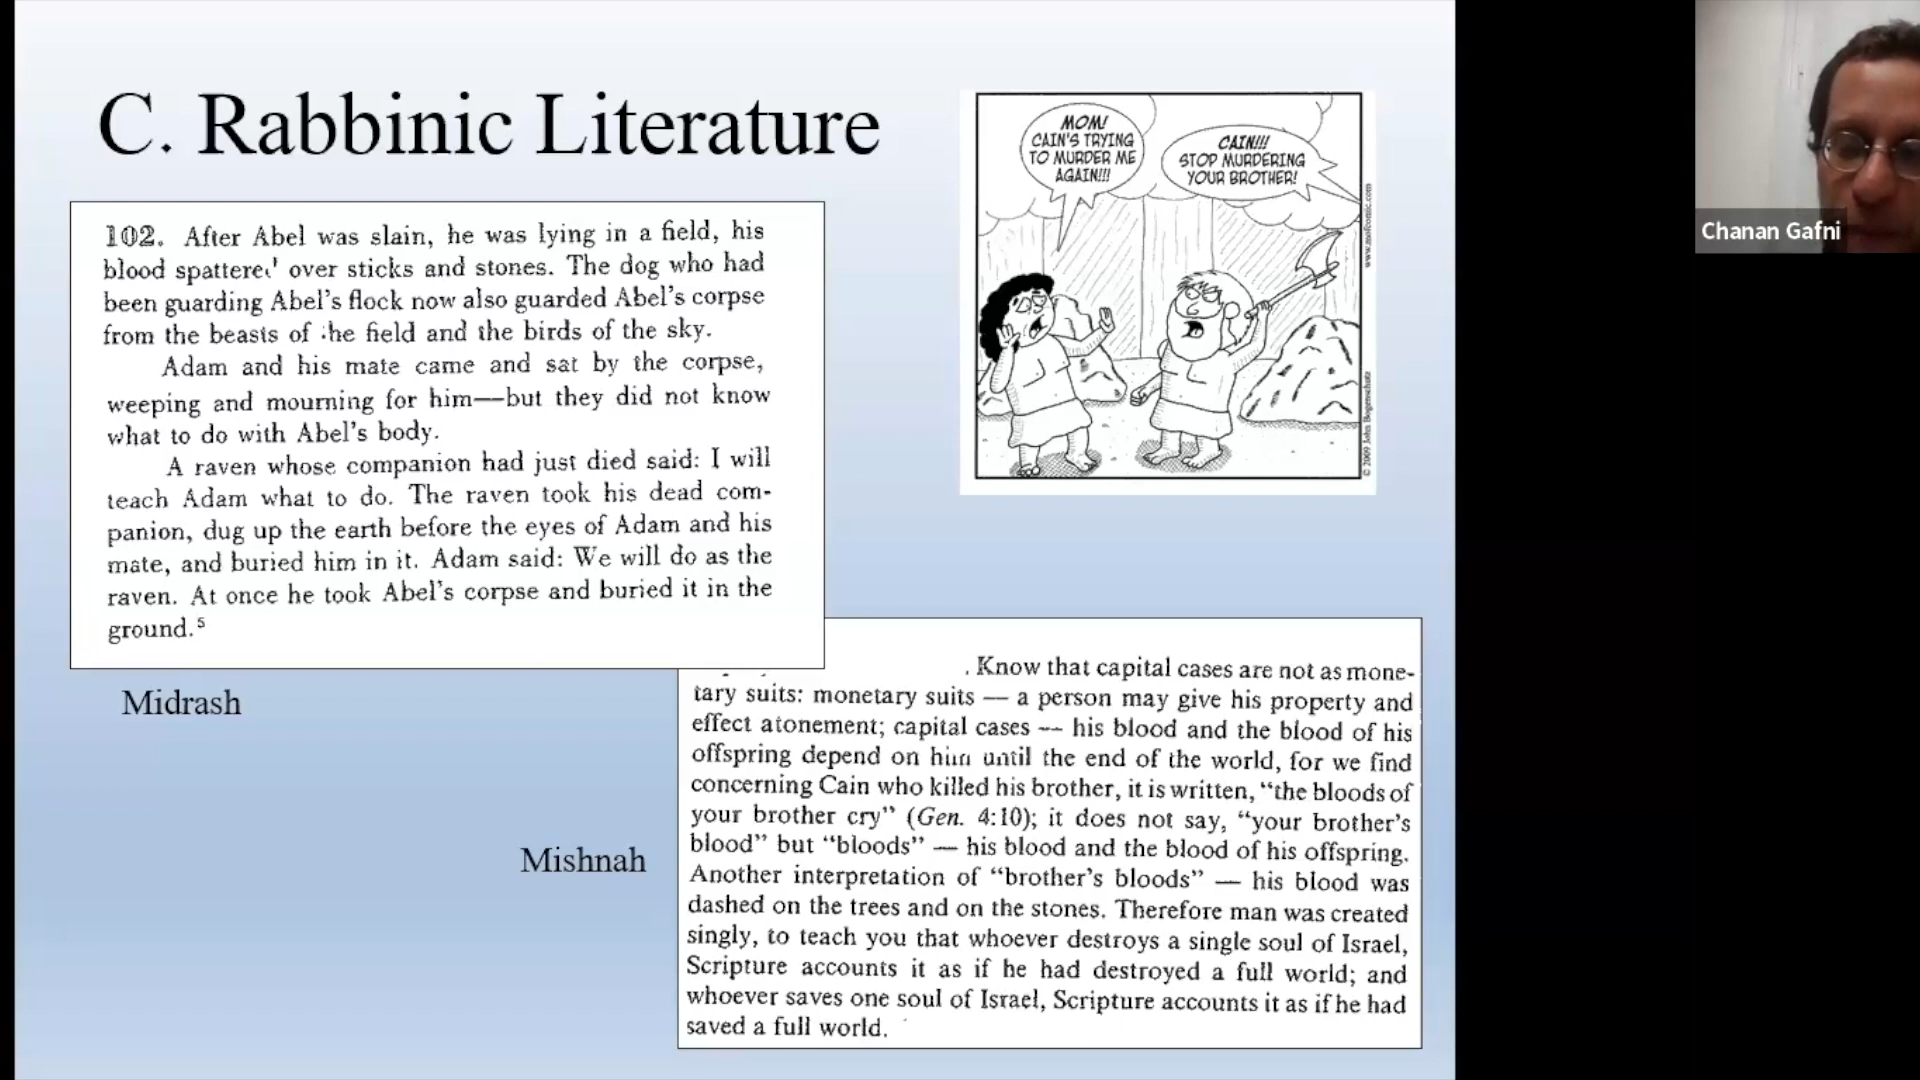 C. Rabbinic Literature
102. After Abel was slain, he was lying in a field, his
blood spattered over sticks and stones. The dog who had
been guarding Abel's flock now also guarded Abel's corpse
from the beasts of the field and the birds of the sky.
Adam and his mate came and sat by the corpse,
weeping and mourning for him—but they did not know
what to do with Abel's body.
A raven whose companion had just died said: I will
teach Adam what to do. The raven took his dead com-
panion, dug up the earth before the eyes of Adam and his
mate, and buried him in it. Adam said: We will do as the
raven. At once he took Abel's corpse and buried it in the
ground.⁵
Midrash
MOM!
CAIN'S TRYING
TO MURDER ME
AGAIN!!!
CAIN!!!
STOP MURDERING
YOUR BROTHER!
www.mofocomic.com
© 2009 John Bogenschutz
Mishnah
. Know that capital cases are not as mone-
tary suits: monetary suits — a person may give his property and
effect atonement; capital cases — his blood and the blood of his
offspring depend on him until the end of the world, for we find
concerning Cain who killed his brother, it is written, "the bloods of
your brother cry" (Gen. 4:10); it does not say, "your brother's
blood" but "bloods" — his blood and the blood of his offspring.
Another interpretation of "brother's bloods" — his blood was
dashed on the trees and on the stones. Therefore man was created
singly, to teach you that whoever destroys a single soul of Israel,
Scripture accounts it as if he had destroyed a full world; and
whoever saves one soul of Israel, Scripture accounts it as if he had
saved a full world.
Chanan Gafni